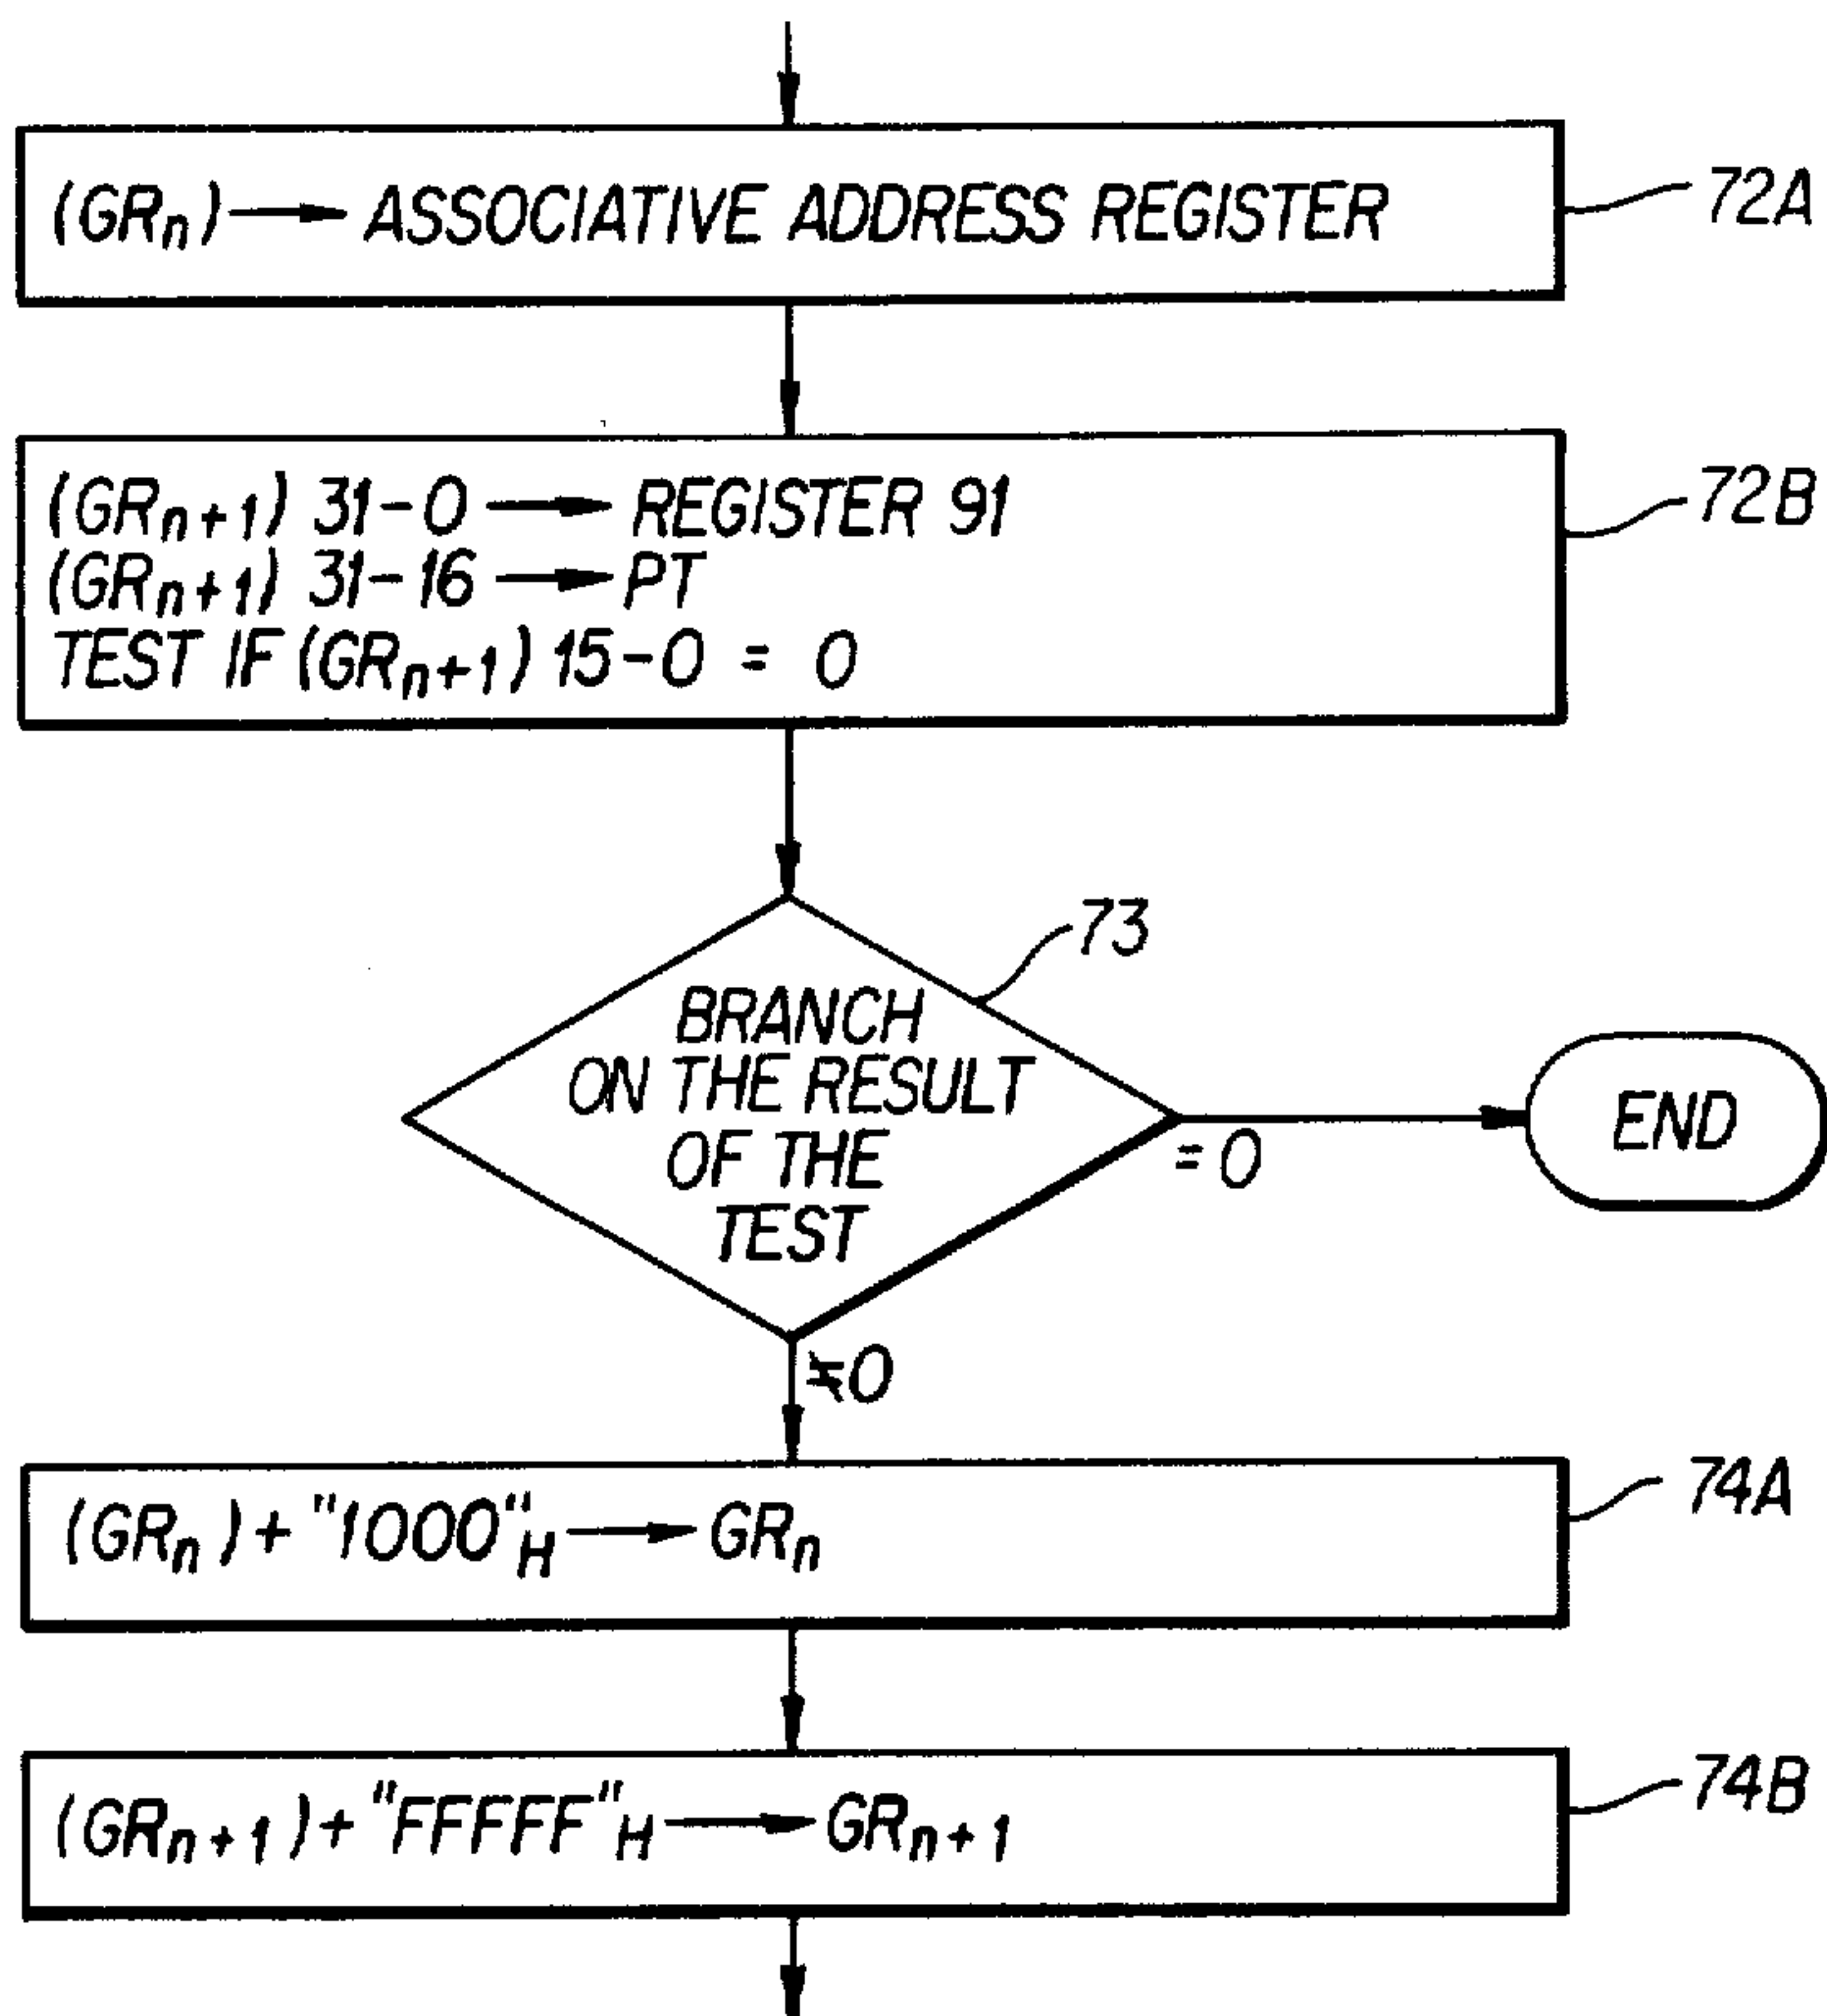 (GRn) → ASSOCIATIVE ADDRESS REGISTER
72A
(GRn+1) 31-0 → REGISTER 91
(GRn+1) 31-16 → PT
TEST IF (GRn+1) 15-0 = 0
72B
73
BRANCH
ON THE RESULT
OF THE
TEST
=0
END
≠0
(GRn) + "1000"H → GRn
74A
(GRn+1) + "FFFFF"H → GRn+1
74B